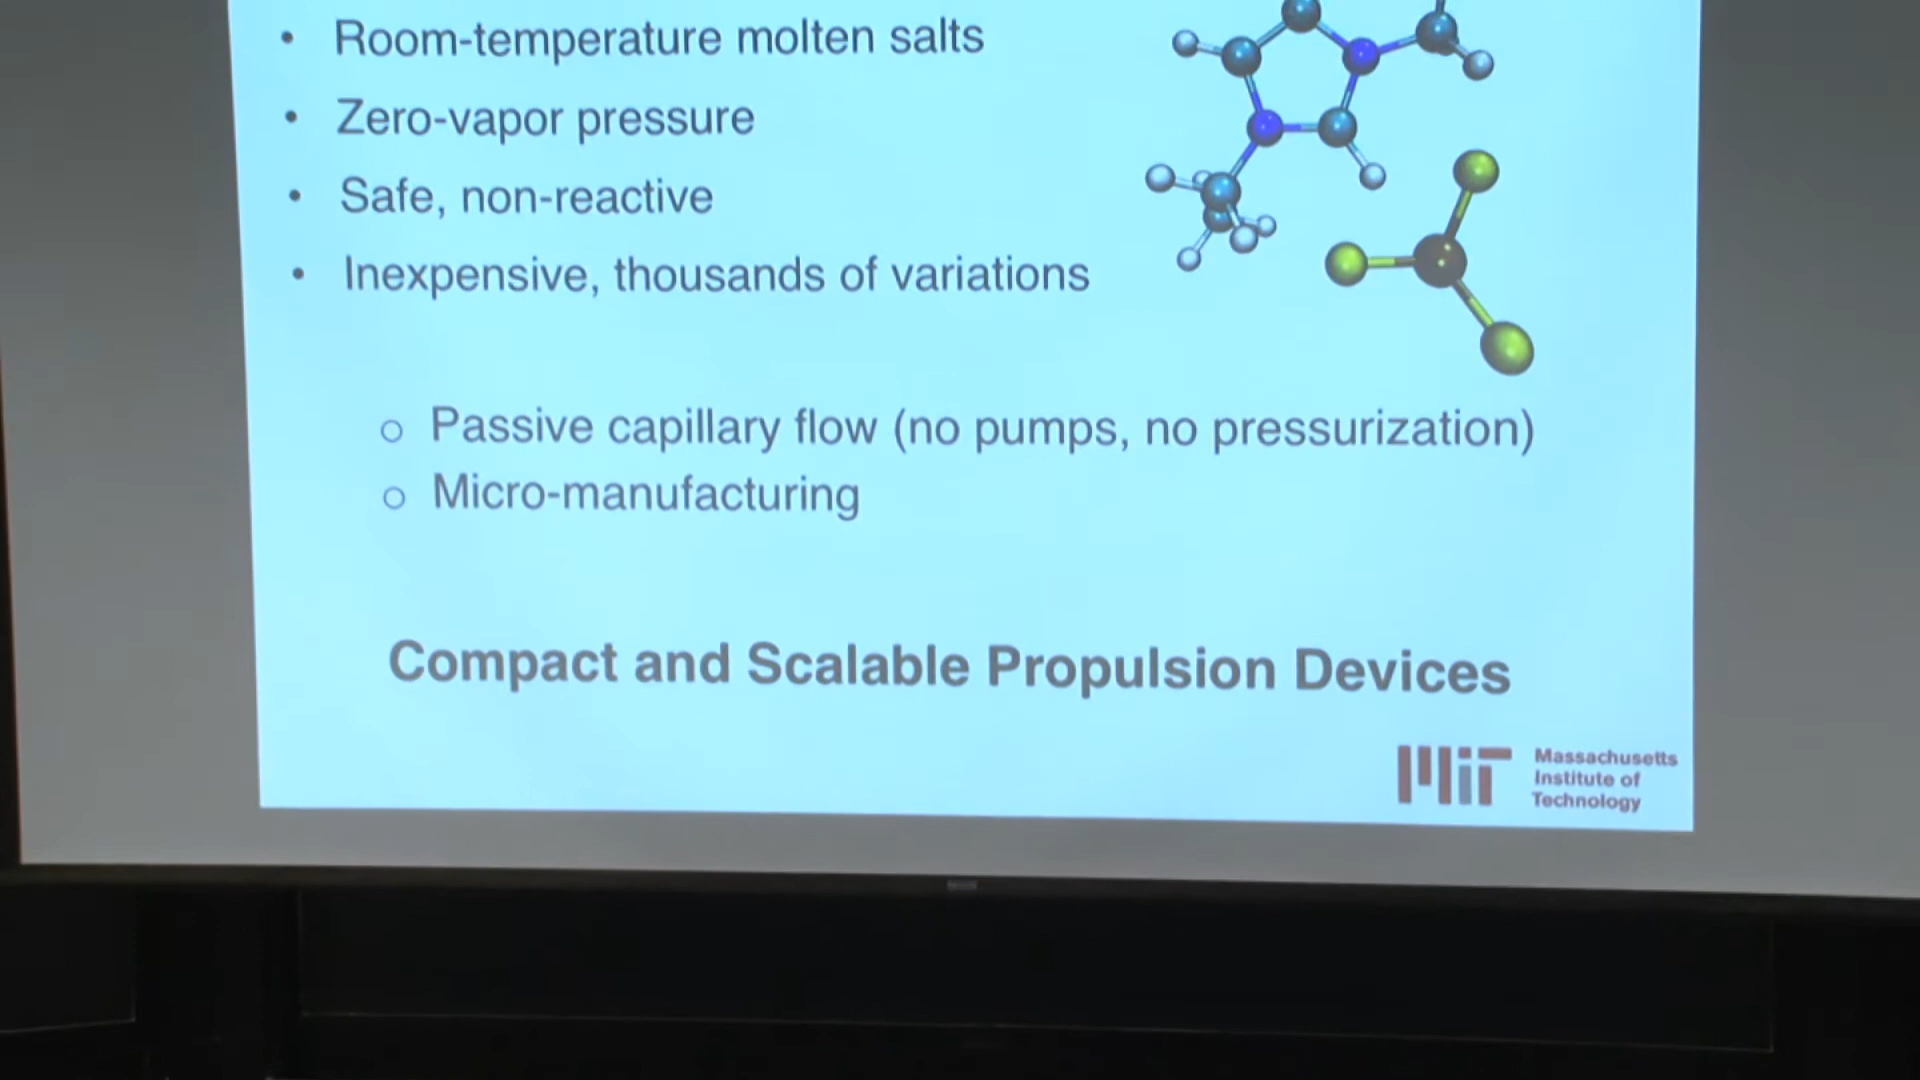 • Room-temperature molten salts
• Zero-vapor pressure
• Safe, non-reactive
• Inexpensive, thousands of variations
○ Passive capillary flow (no pumps, no pressurization)
○ Micro-manufacturing
Compact and Scalable Propulsion Devices
MIT
Massachusetts
Institute of
Technology